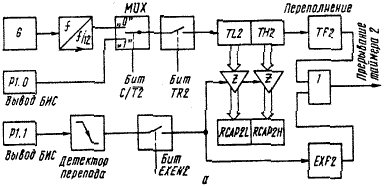 MUX
Переполнение
G
f
f/12
"0"
"1"
TL2
TH2
TF2
P1.0
Вывод БИС
Бит
C/T2
Бит
TR2
Z
Z
1
Прерывание
таймера 2
P1.1
Вывод БИС
Детектор
перепада
Бит
EXEN2
RCAP2L
RCAP2H
EXF2
а